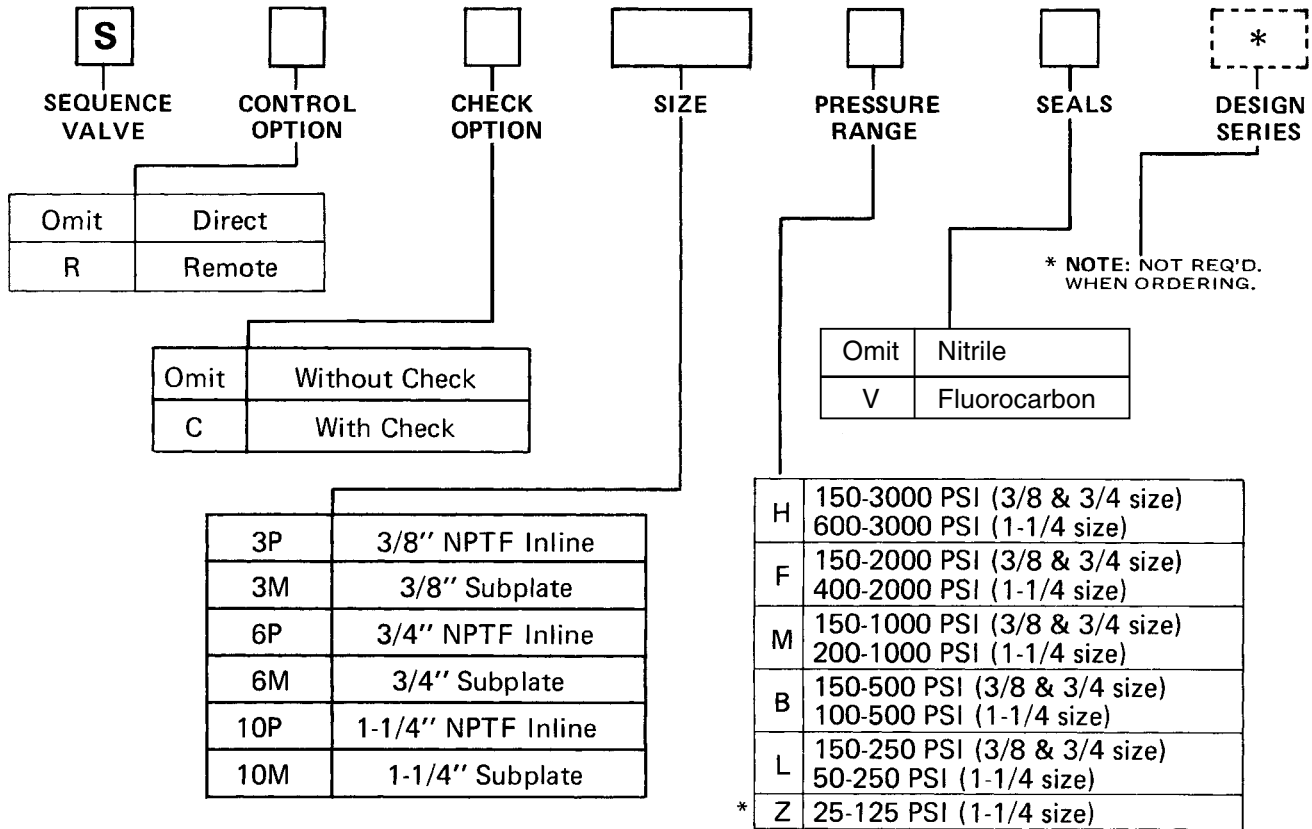 S
*
SEQUENCE VALVE
CONTROL OPTION
CHECK OPTION
SIZE
PRESSURE RANGE
SEALS
DESIGN SERIES
Omit Direct
R Remote
* NOTE: NOT REQ'D.
WHEN ORDERING.
Omit Without Check
C With Check
Omit Nitrile
V Fluorocarbon
3P 3/8'' NPTF Inline
3M 3/8'' Subplate
6P 3/4'' NPTF Inline
6M 3/4'' Subplate
10P 1-1/4'' NPTF Inline
10M 1-1/4'' Subplate
H 150-3000 PSI (3/8 & 3/4 size)
600-3000 PSI (1-1/4 size)
F 150-2000 PSI (3/8 & 3/4 size)
400-2000 PSI (1-1/4 size)
M 150-1000 PSI (3/8 & 3/4 size)
200-1000 PSI (1-1/4 size)
B 150-500 PSI (3/8 & 3/4 size)
100-500 PSI (1-1/4 size)
L 150-250 PSI (3/8 & 3/4 size)
50-250 PSI (1-1/4 size)
* Z 25-125 PSI (1-1/4 size)